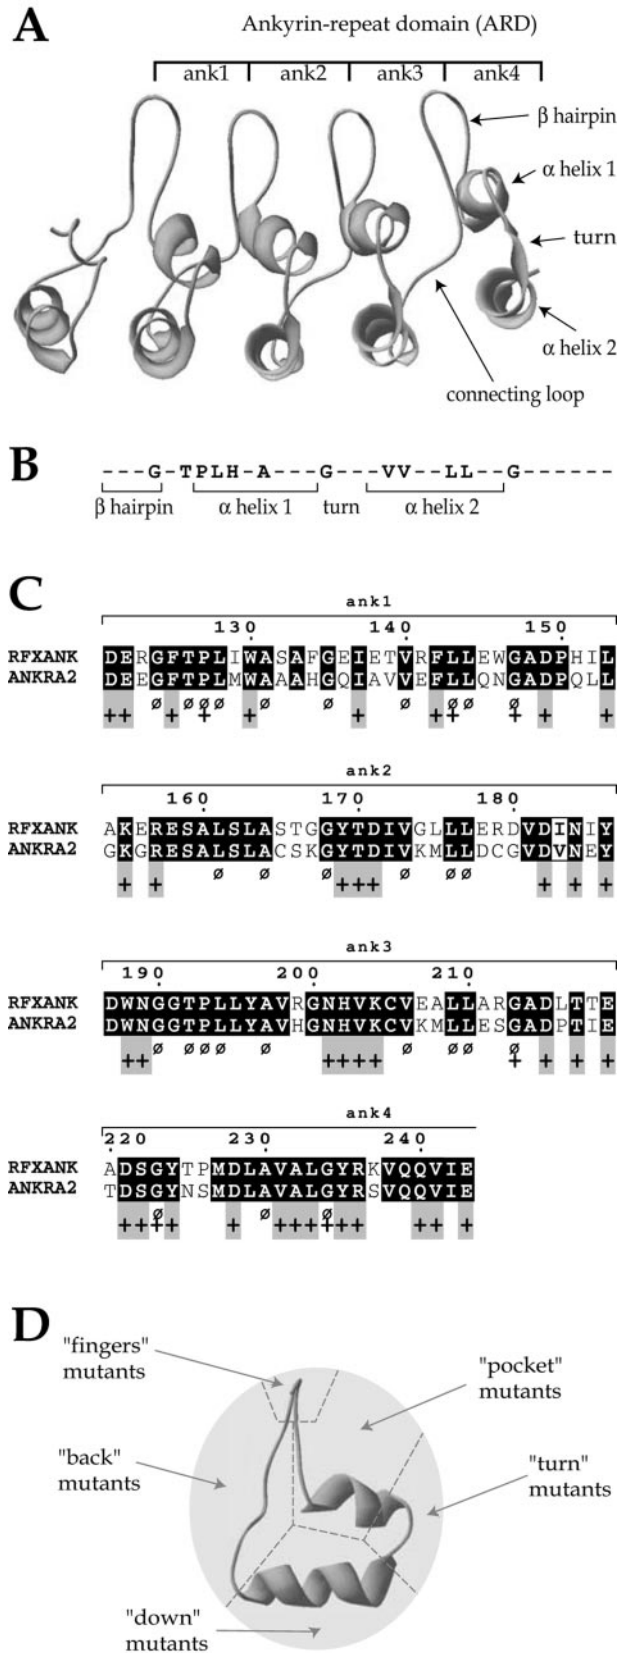 A
Ankyrin-repeat domain (ARD)
ank1 ank2 ank3 ank4
β hairpin
α helix 1
turn
α helix 2
connecting loop
B
---G-TPLH-A---G---VV--LL--G------
β hairpin α helix 1 turn α helix 2
C
ank1
130 140 150
RFXANK DERGFTPLIWASAFGEIETVRFLLEWGADPHIL
ANKRA2 DEEGFTPLMWAAAHGQIAVVEFLLQNGADPQLL
ø ø ø ø ø ø ø ø ø ø
++ + + + + + + + + +
ank2
160 170 180
RFXANK AKERESALSLASTGGYTDIVGLLLERDVDINIY
ANKRA2 GKGRESALSLACSKGYTDIVKMLLDCGVDVNEY
ø ø ø ø ø ø
+ + +++ + + +
ank3
190 200 210
RFXANK DWNGGTPLLYAVRGNHVKCVEALLARGADLTTE
ANKRA2 DWNGGTPLLYAVHGNHVKCVKMLLESGADPTIE
ø ø ø ø ø ø ø ø ø
++ ++++ + + + +
ank4
220 230 240
RFXANK ADSGYTPMDLAVALGYRKVQQVIE
ANKRA2 TDSGYNSMDLAVALGYRSVQQVIE
ø ø ø
++++ + ++++++ ++ +
D
"fingers"
mutants
"pocket"
mutants
"back"
mutants
"turn"
mutants
"down"
mutants